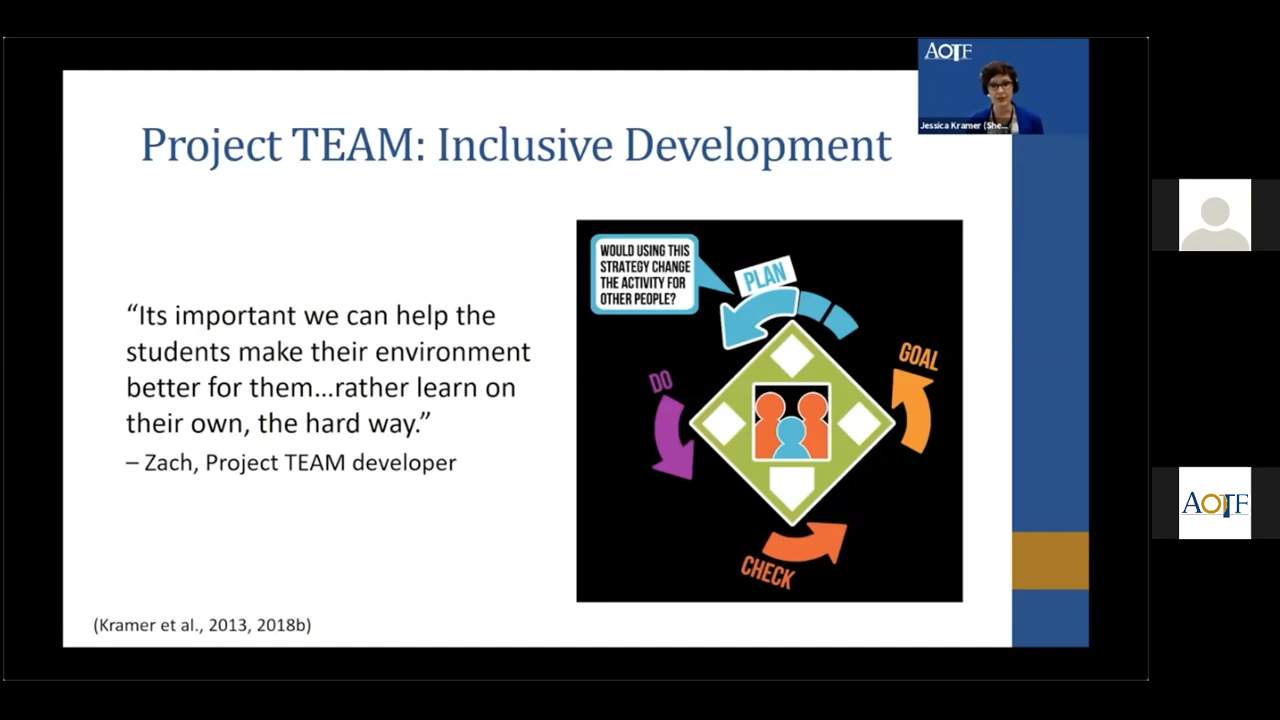 AOTF
Jessica Kramer (She...
Project TEAM: Inclusive Development
“Its important we can help the
students make their environment
better for them...rather learn on
their own, the hard way.”
– Zach, Project TEAM developer
WOULD USING THIS
STRATEGY CHANGE
THE ACTIVITY FOR
OTHER PEOPLE?
PLAN
GOAL
DO
CHECK
(Kramer et al., 2013, 2018b)
AOTF